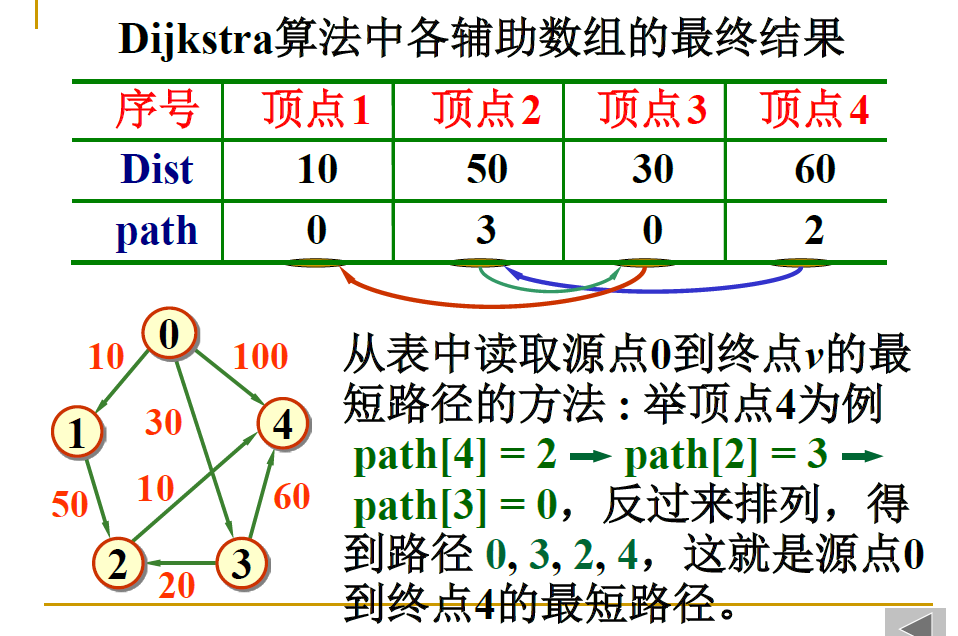 Dijkstra算法中各辅助数组的最终结果
序号 顶点1 顶点2 顶点3 顶点4
Dist 10 50 30 60
path 0 3 0 2
0
10 100
30
1 4
50 10 60
2 3
20
从表中读取源点0到终点v的最
短路径的方法 : 举顶点4为例
path[4] = 2 → path[2] = 3 →
path[3] = 0，反过来排列，得
到路径 0, 3, 2, 4，这就是源点0
到终点4的最短路径。